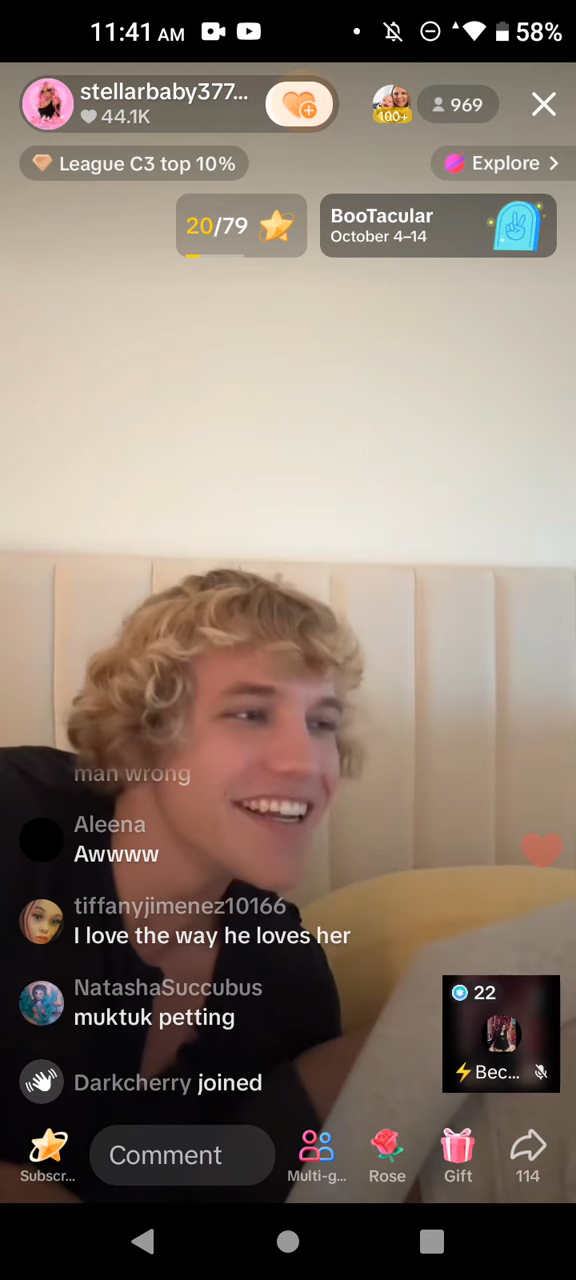 11:41 AM
58%
stellarbaby377...
44.1K
100+
969
League C3 top 10%
Explore >
20/79
BooTacular
October 4–14
man wrong
Aleena
Awwww
tiffanyjimenez10166
I love the way he loves her
NatashaSuccubus
muktuk petting
22
Bec...
Darkcherry joined
Subscr...
Comment
Multi-g...
Rose
Gift
114